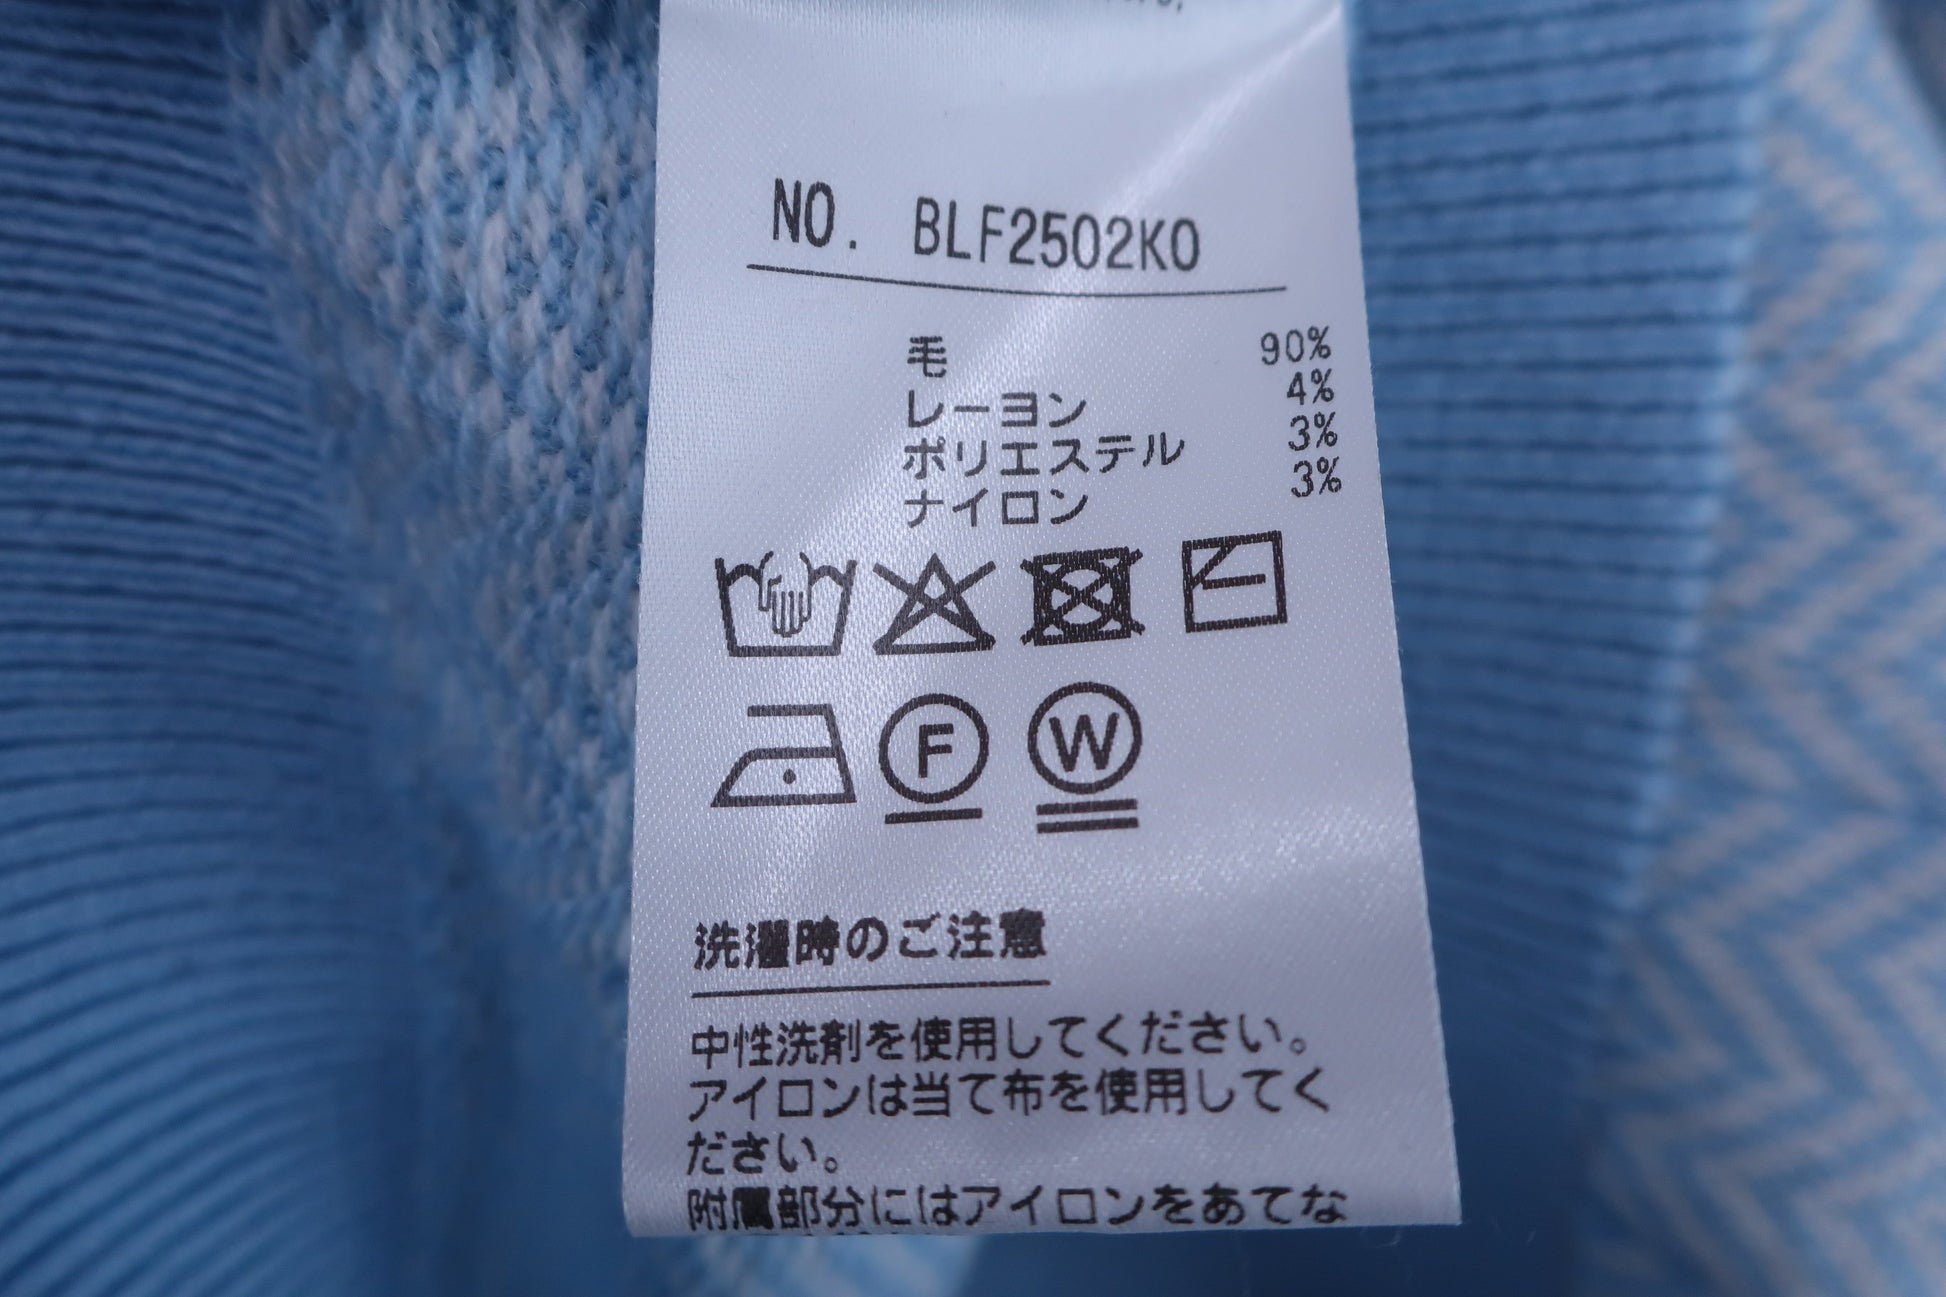 NO. BLF2502KO
毛 90%
レーヨン 4%
ポリエステル 3%
ナイロン 3%
F W
洗濯時のご注意
中性洗剤を使用してください。
アイロンは当て布を使用してく
ださい。
附属部分にはアイロンをあてな